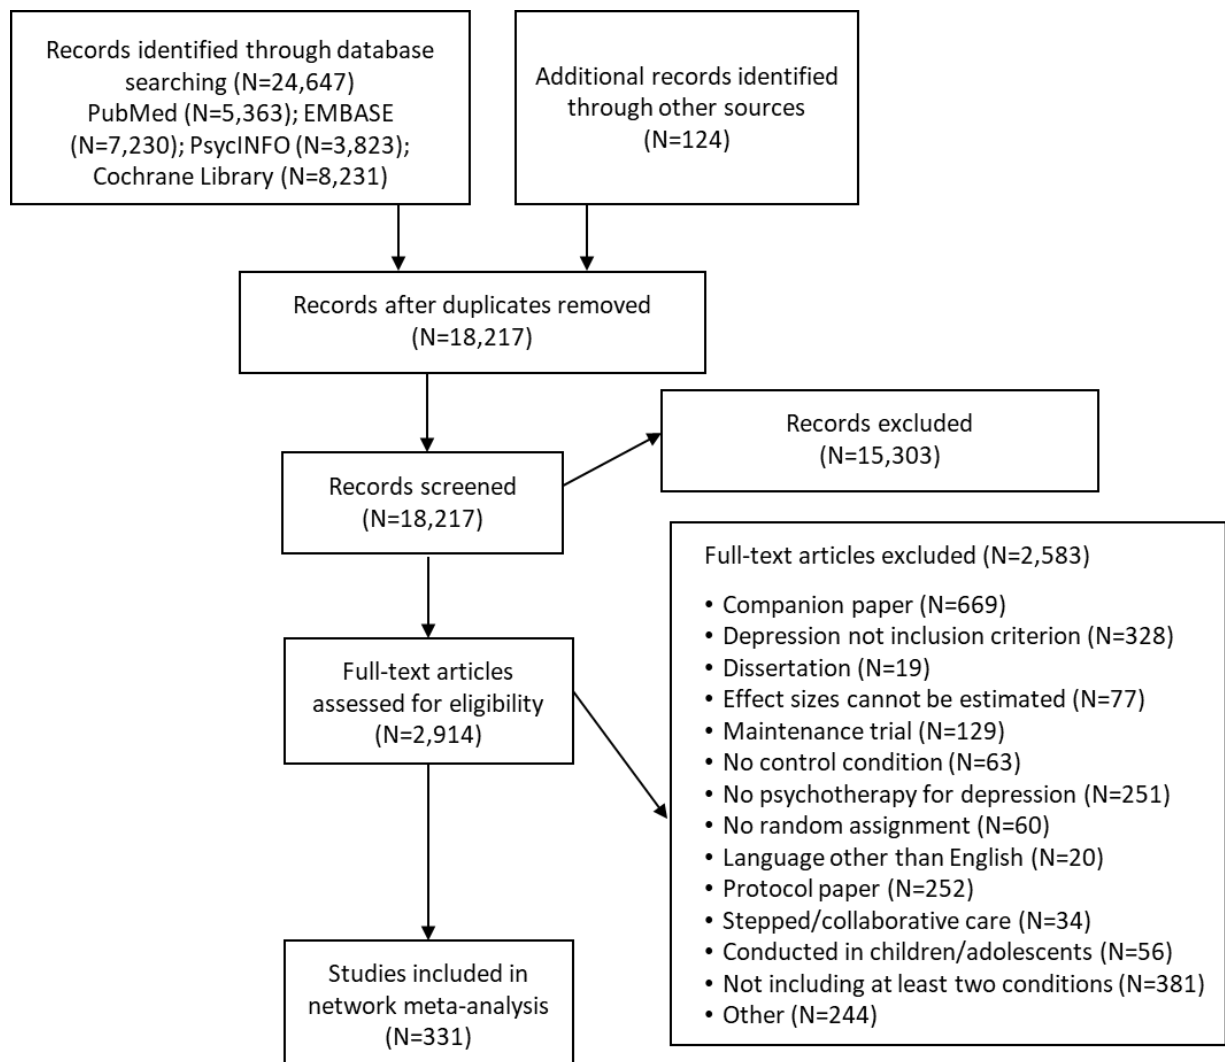 Records identified through database
searching (N=24,647)
PubMed (N=5,363); EMBASE
(N=7,230); PsycINFO (N=3,823);
Cochrane Library (N=8,231)
Additional records identified
through other sources
(N=124)
Records after duplicates removed
(N=18,217)
Records excluded
(N=15,303)
Records screened
(N=18,217)
Full-text articles excluded (N=2,583)
• Companion paper (N=669)
• Depression not inclusion criterion (N=328)
• Dissertation (N=19)
• Effect sizes cannot be estimated (N=77)
• Maintenance trial (N=129)
• No control condition (N=63)
• No psychotherapy for depression (N=251)
• No random assignment (N=60)
• Language other than English (N=20)
• Protocol paper (N=252)
• Stepped/collaborative care (N=34)
• Conducted in children/adolescents (N=56)
• Not including at least two conditions (N=381)
• Other (N=244)
Full-text articles
assessed for eligibility
(N=2,914)
Studies included in
network meta-analysis
(N=331)